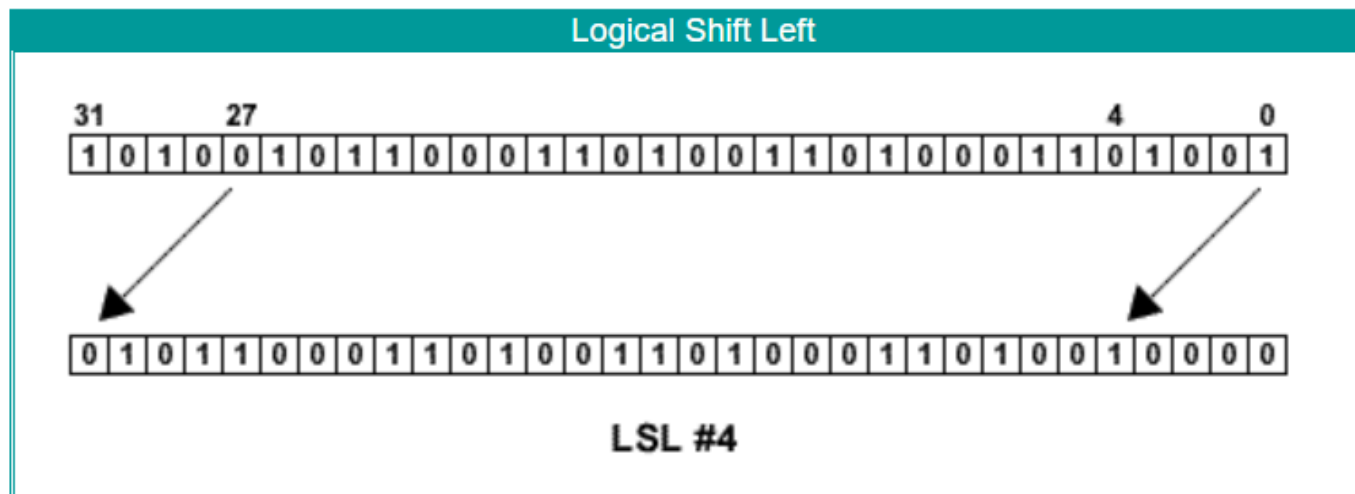 Logical Shift Left
31 27 4 0
1 0 1 0 0 1 0 1 1 0 0 0 1 1 0 1 0 0 1 1 0 1 0 0 0 1 1 0 1 0 0 1
0 1 0 1 1 0 0 0 1 1 0 1 0 0 1 1 0 1 0 0 0 1 1 0 1 0 0 1 0 0 0 0
LSL #4